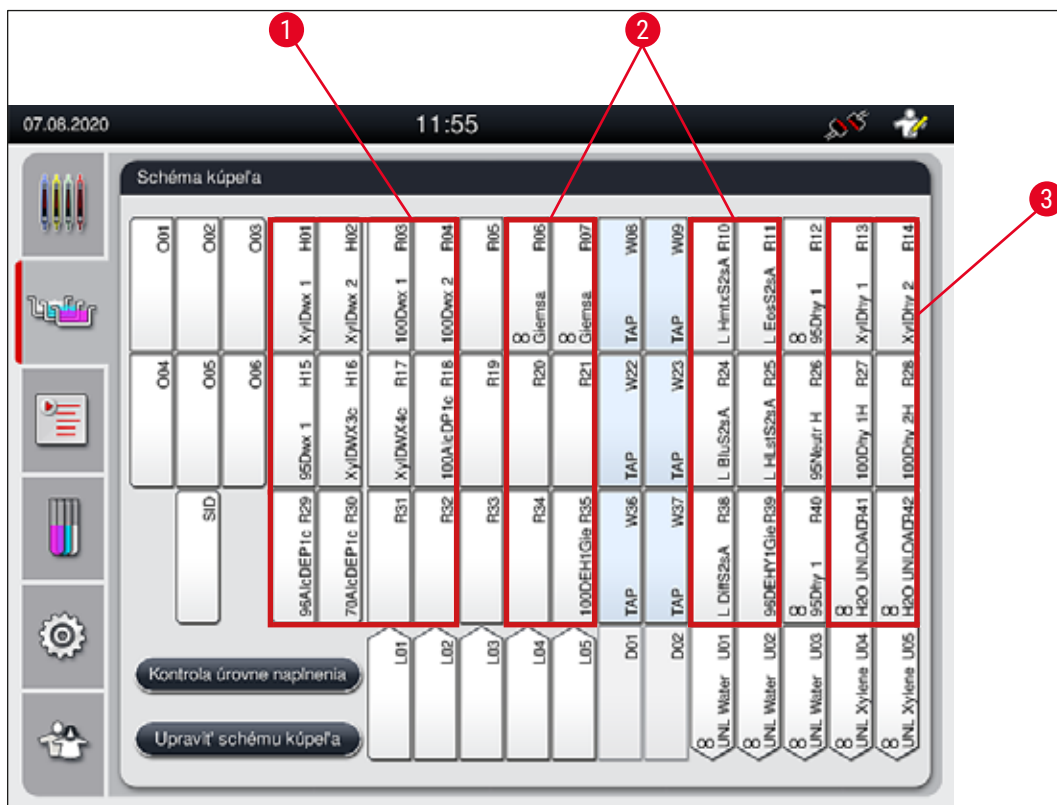 1
2
3
07.08.2020
11:55
Schéma kúpeľa
O01
O02
O03
XylDwx 1 H01
XylDwx 2 H02
100Dwx 1 R03
100Dwx 2 R04
R05
∞ Giemsa R06
∞ Giemsa R07
TAP W08
TAP W09
L HmtxS2sA R10
L EosS2sA R11
∞ 95Dhy 1 R12
XylDhy 1 R13
XylDhy 2 R14
O04
O05
O06
95Dwx 1 H15
XylDWX3c H16
XylDWX4c R17
100AlcDP1c R18
R19
R20
R21
TAP W22
TAP W23
L BluS2sA R24
L HLstS2sA R25
95Neutr H R26
100Dhy 1H R27
100Dhy 2H R28
SID
96AlcDEP1c R29
70AlcDEP1c R30
R31
R32
R33
R34
100DEH1Gie R35
TAP W36
TAP W37
L DiffS2sA R38
96DEHY1Gie R39
∞ 95Dhy 1 R40
∞ H2O UNLOAD R41
∞ H2O UNLOAD R42
Kontrola úrovne naplnenia
Upraviť schému kúpeľa
L01
L02
L03
L04
L05
D01
D02
∞ UNL Water U01
∞ UNL Water U02
∞ UNL Water U03
∞ UNL Xylene U04
∞ UNL Xylene U05